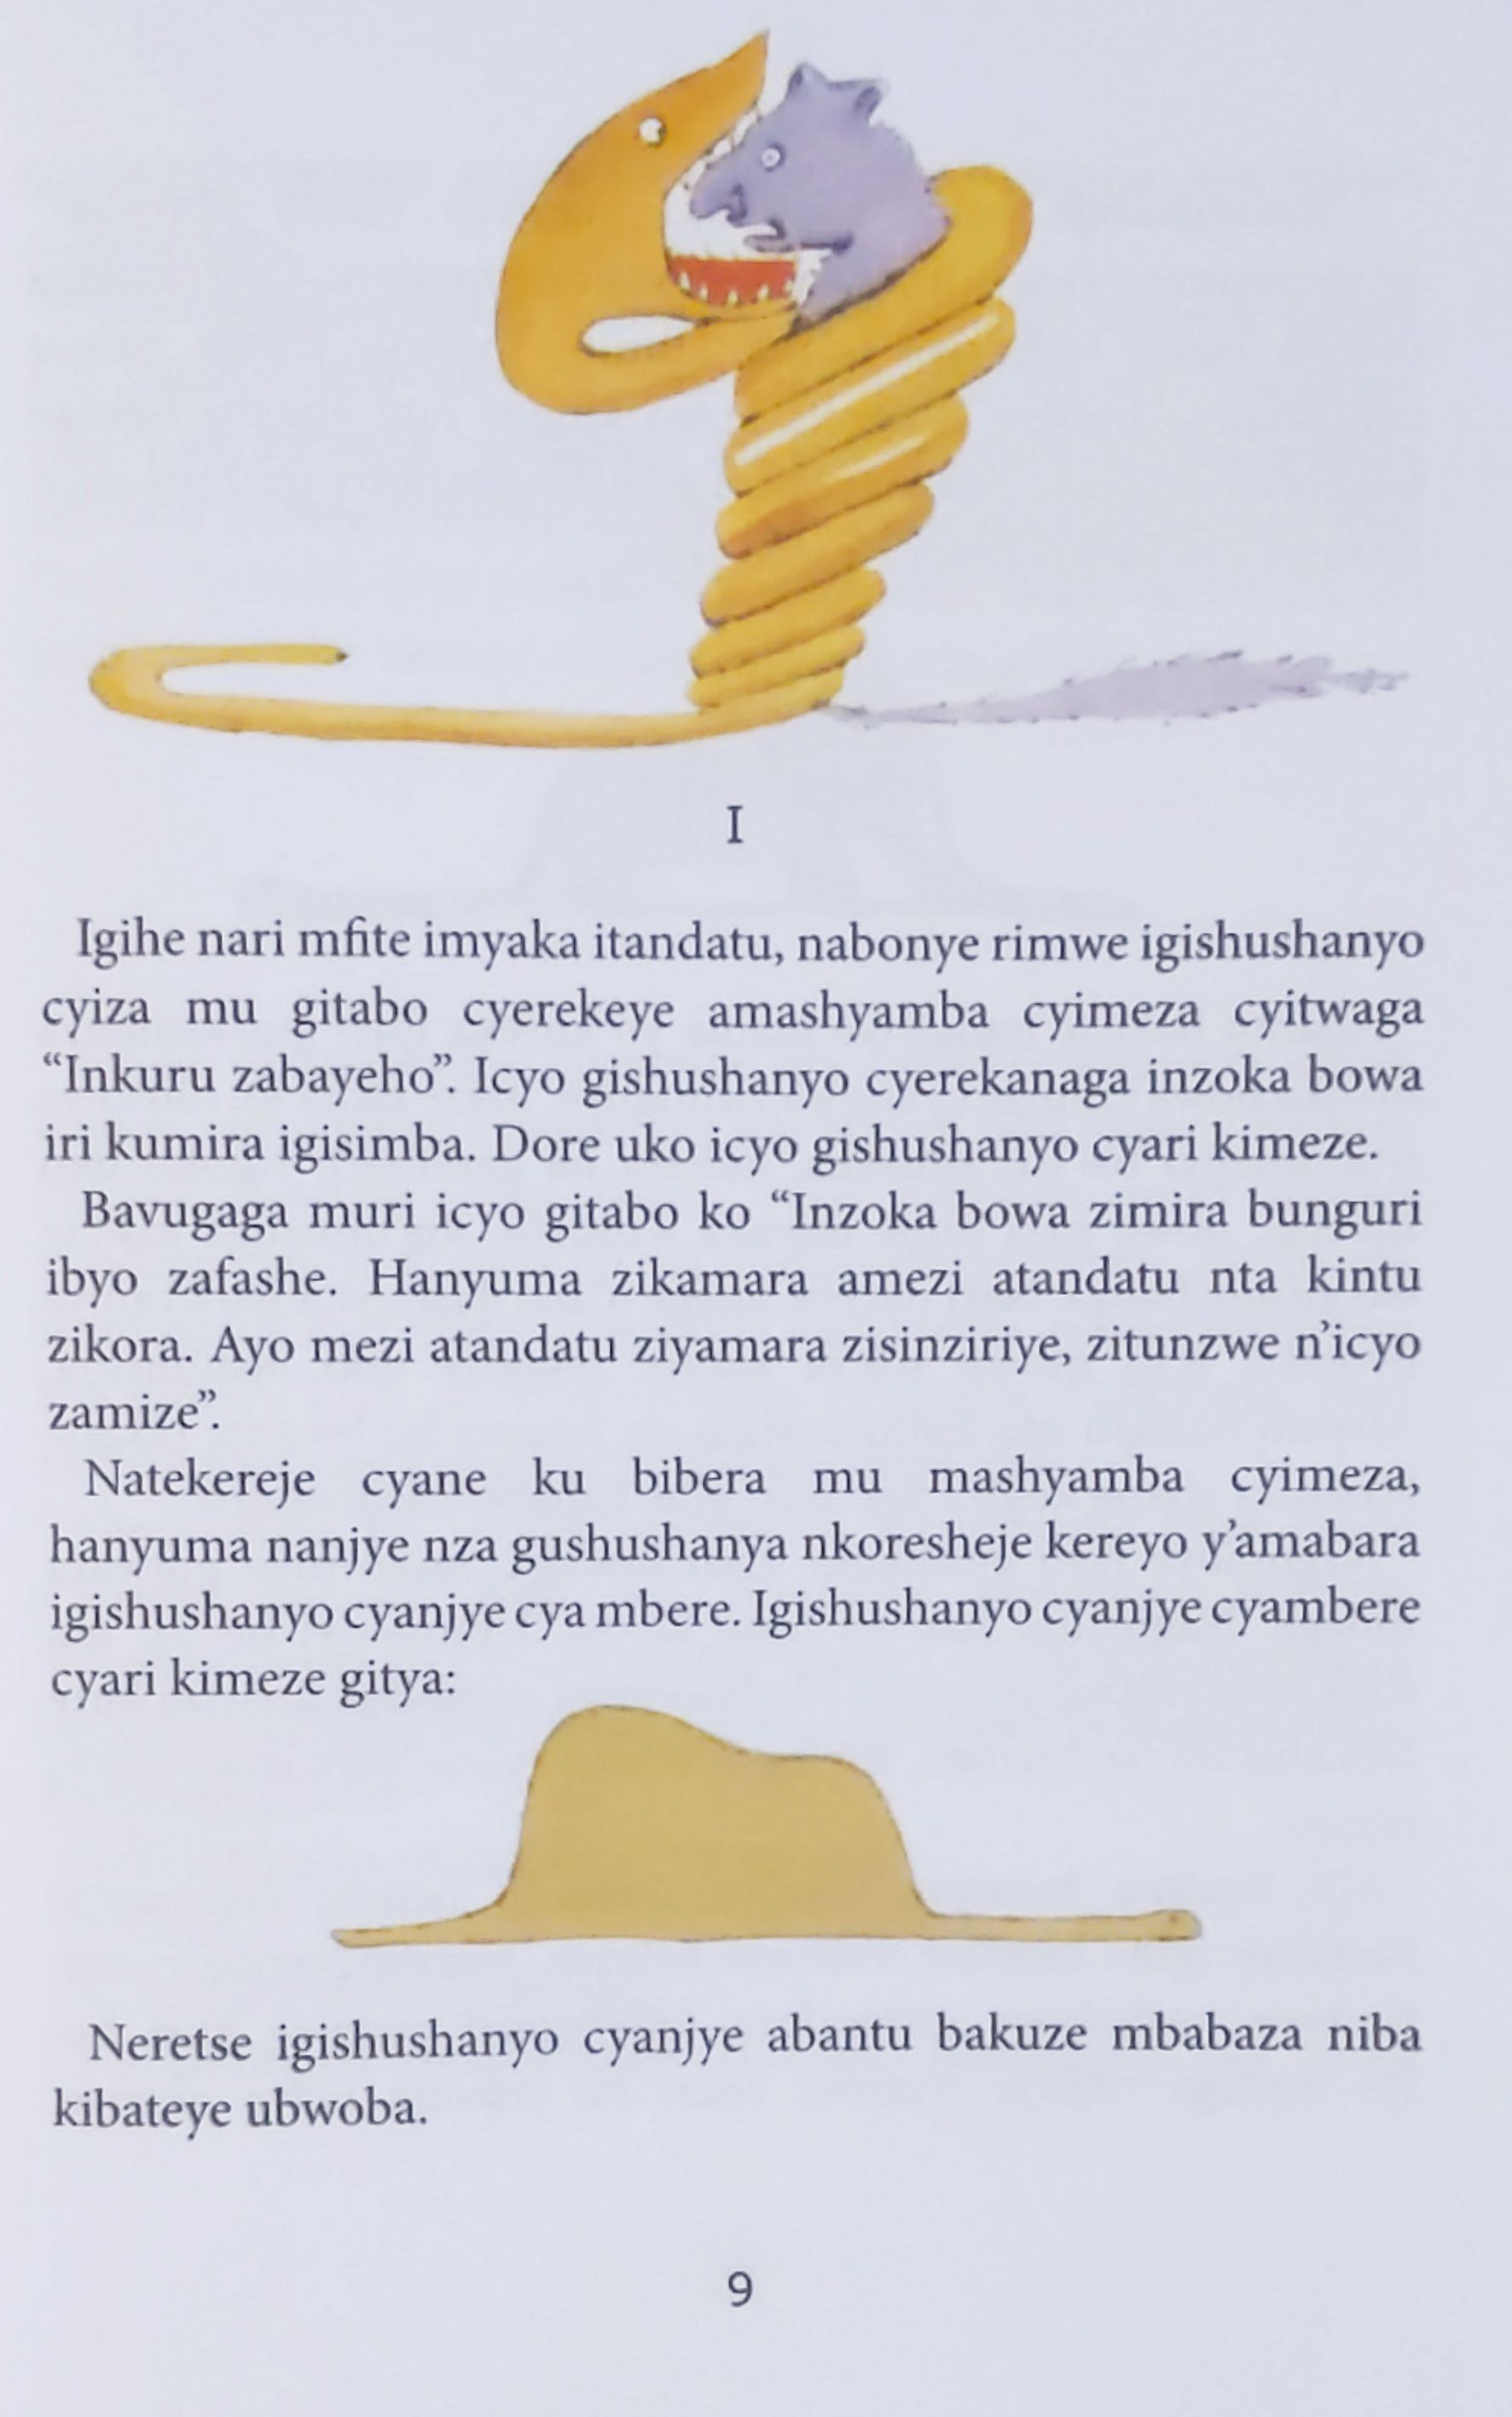 I
Igihe nari mfite imyaka itandatu, nabonye rimwe igishushanyo
cyiza mu gitabo cyerekeye amashyamba cyimeza cyitwaga
“Inkuru zabayeho”. Icyo gishushanyo cyerekanaga inzoka bowa
iri kumira igisimba. Dore uko icyo gishushanyo cyari kimeze.
Bavugaga muri icyo gitabo ko “Inzoka bowa zimira bunguri
ibyo zafashe. Hanyuma zikamara amezi atandatu nta kintu
zikora. Ayo mezi atandatu ziyamara zisinziriye, zitunzwe n’icyo
zamize”.
Natekereje cyane ku bibera mu mashyamba cyimeza,
hanyuma nanjye nza gushushanya nkoresheje kereyo y’amabara
igishushanyo cyanjye cya mbere. Igishushanyo cyanjye cyambere
cyari kimeze gitya:
Neretse igishushanyo cyanjye abantu bakuze mbabaza niba
kibateye ubwoba.
9